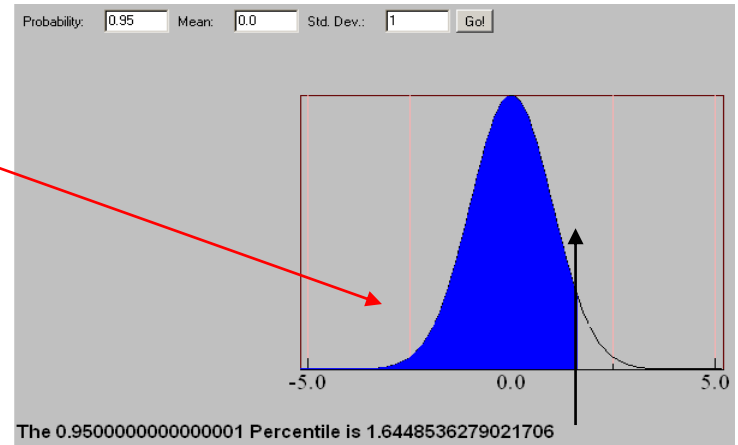 Probability: 0.95 Mean: 0.0 Std. Dev.: 1 Go!
-5.0 0.0 5.0
The 0.9500000000000001 Percentile is 1.6448536279021706